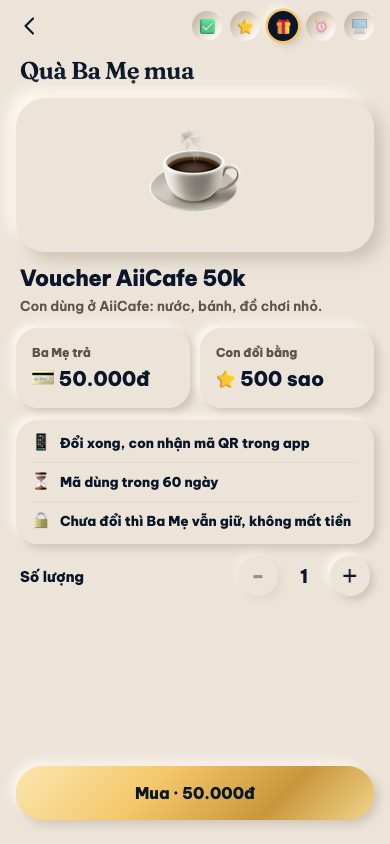 Quà Ba Mẹ mua
Voucher AiiCafe 50k
Con dùng ở AiiCafe: nước, bánh, đồ chơi nhỏ.
Ba Mẹ trả
50.000đ
Con đổi bằng
500 sao
Đổi xong, con nhận mã QR trong app
Mã dùng trong 60 ngày
Chưa đổi thì Ba Mẹ vẫn giữ, không mất tiền
Số lượng
- 1 +
Mua · 50.000đ